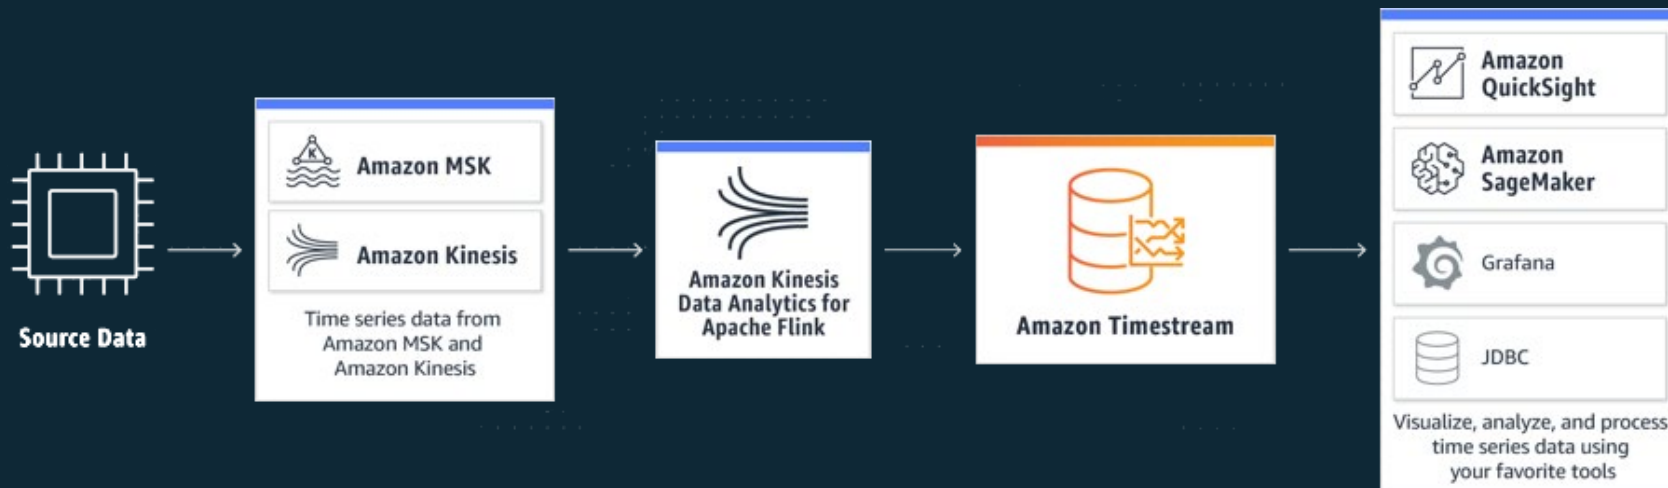 Source Data
Amazon MSK
Amazon Kinesis
Time series data from
Amazon MSK and
Amazon Kinesis
Amazon Kinesis
Data Analytics for
Apache Flink
Amazon Timestream
Amazon
QuickSight
Amazon
SageMaker
Grafana
JDBC
Visualize, analyze, and process
time series data using
your favorite tools